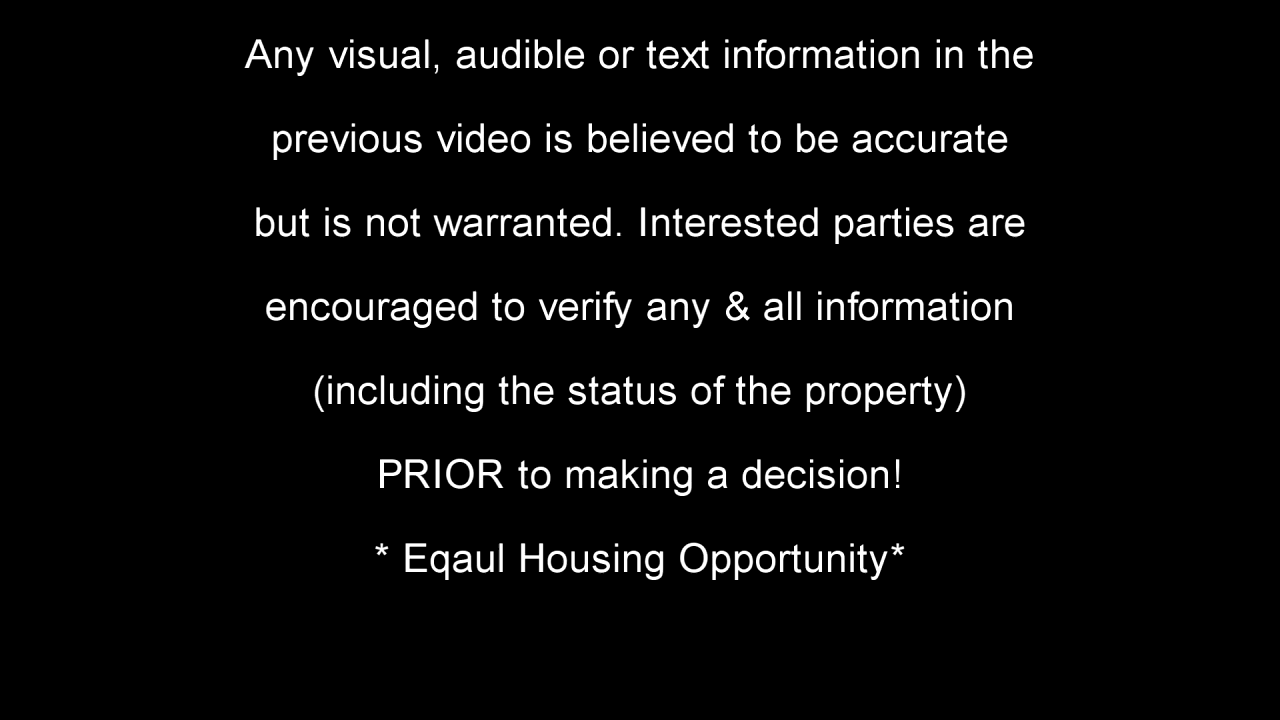 Any visual, audible or text information in the
previous video is believed to be accurate
but is not warranted. Interested parties are
encouraged to verify any & all information
(including the status of the property)
PRIOR to making a decision!
* Eqaul Housing Opportunity*